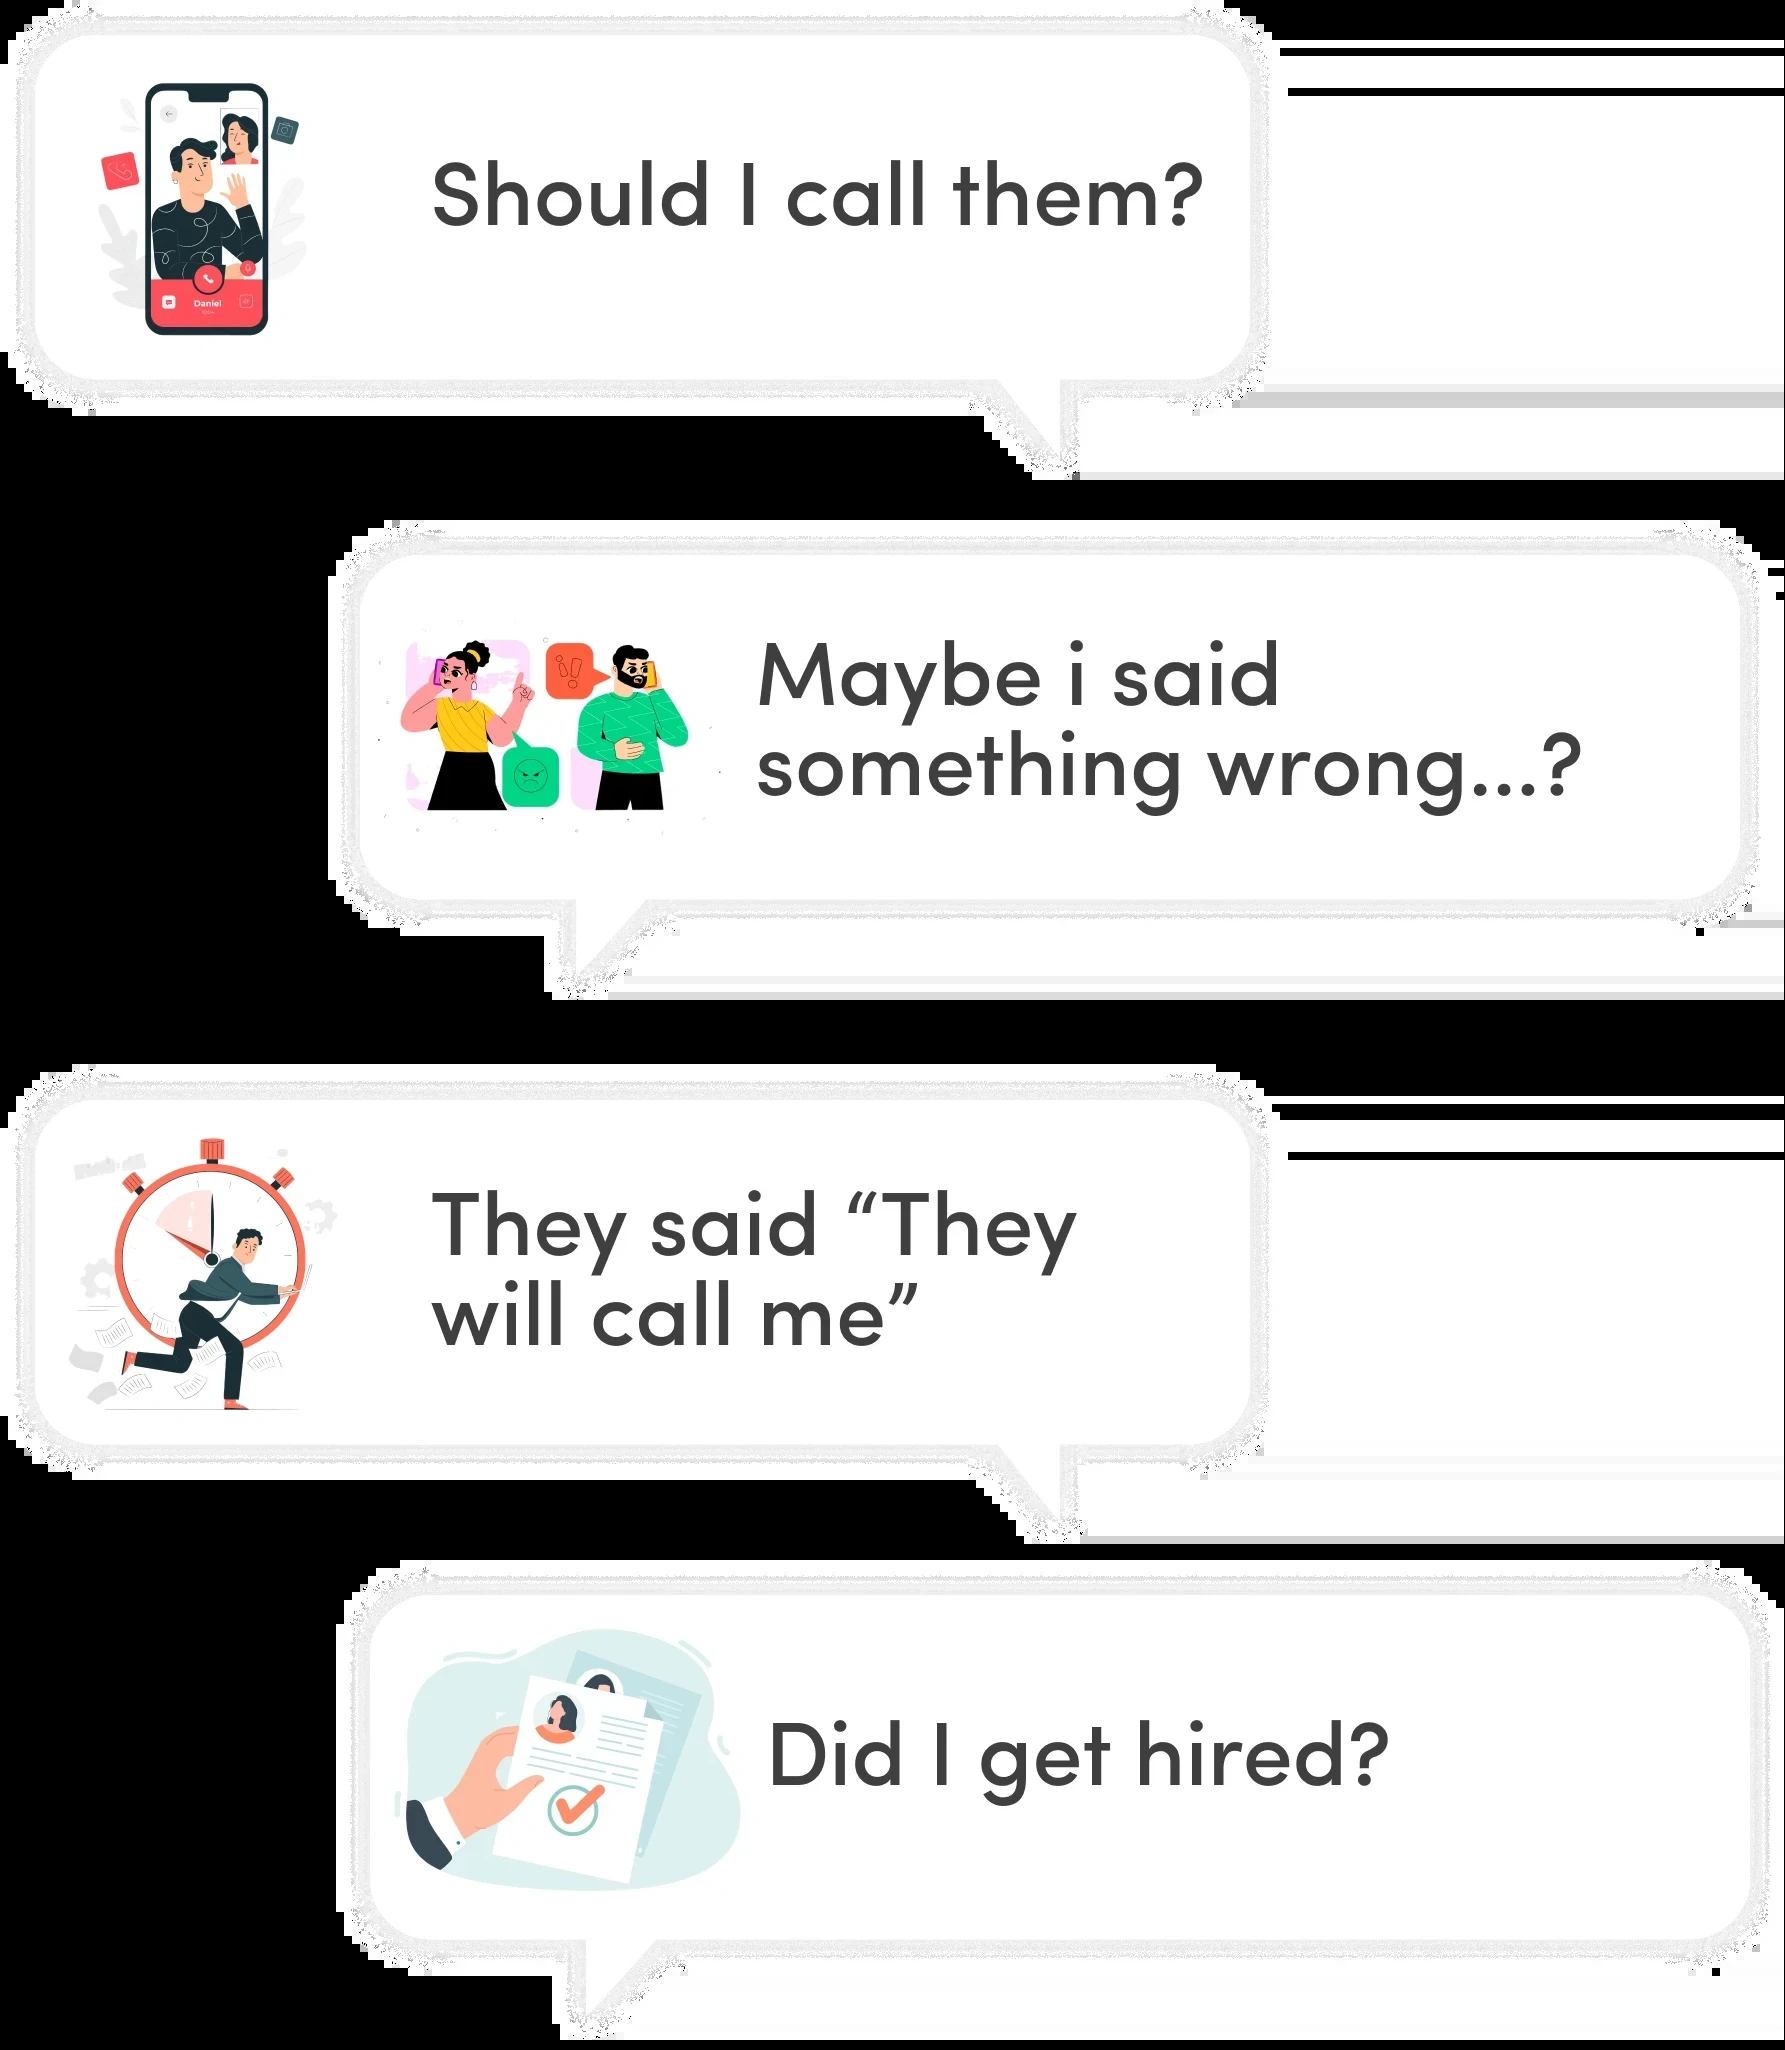 Should I call them?
Daniel
Maybe i said
something wrong...?
They said “They
will call me”
Did I get hired?